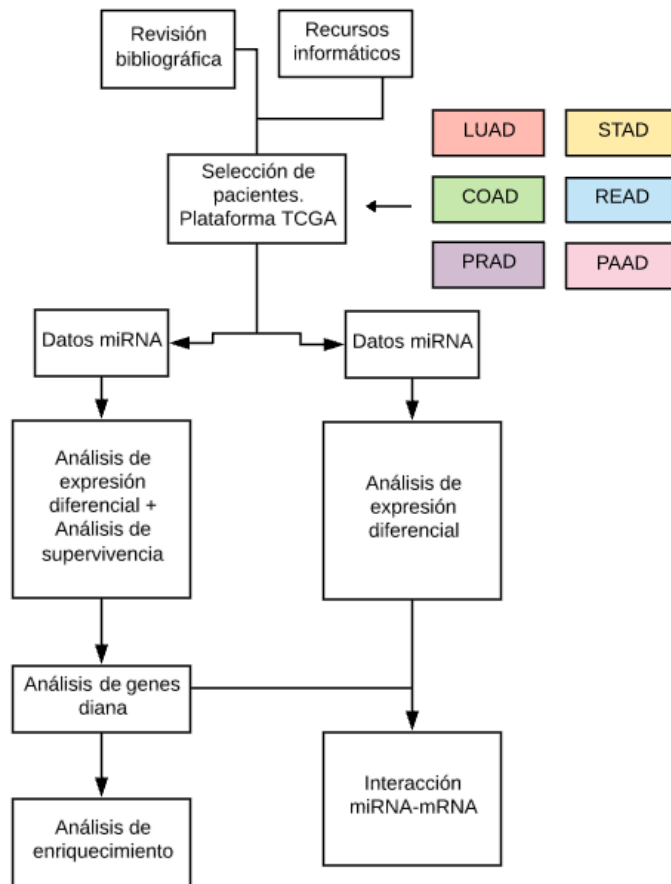 Revisión
bibliográfica
Recursos
informáticos
LUAD
STAD
Selección de
pacientes.
Plataforma TCGA
COAD
READ
PRAD
PAAD
Datos miRNA
Datos miRNA
Análisis de
expresión
diferencial +
Análisis de
supervivencia
Análisis de
expresión
diferencial
Análisis de genes
diana
Interacción
miRNA-mRNA
Análisis de
enriquecimiento